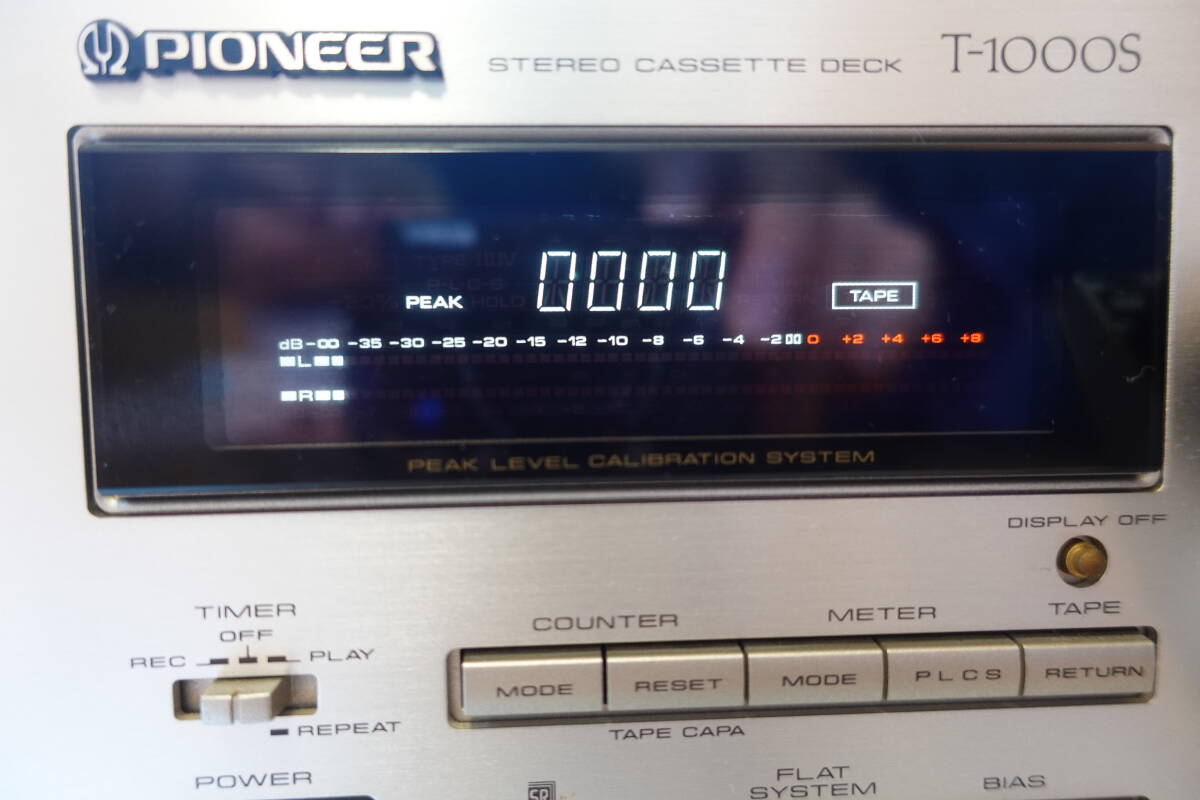 PIONEER
STEREO CASSETTE DECK T-1000S
0000
PEAK
TAPE
dB -∞ -35 -30 -25 -20 -15 -12 -10 -8 -6 -4 -2 0 +2 +4 +6 +8
L
R
PEAK LEVEL CALIBRATION SYSTEM
DISPLAY OFF
TIMER
OFF
REC PLAY
REPEAT
COUNTER
METER
TAPE
MODE RESET MODE PLCS RETURN
TAPE CAPA
POWER
FLAT
SYSTEM
BIAS